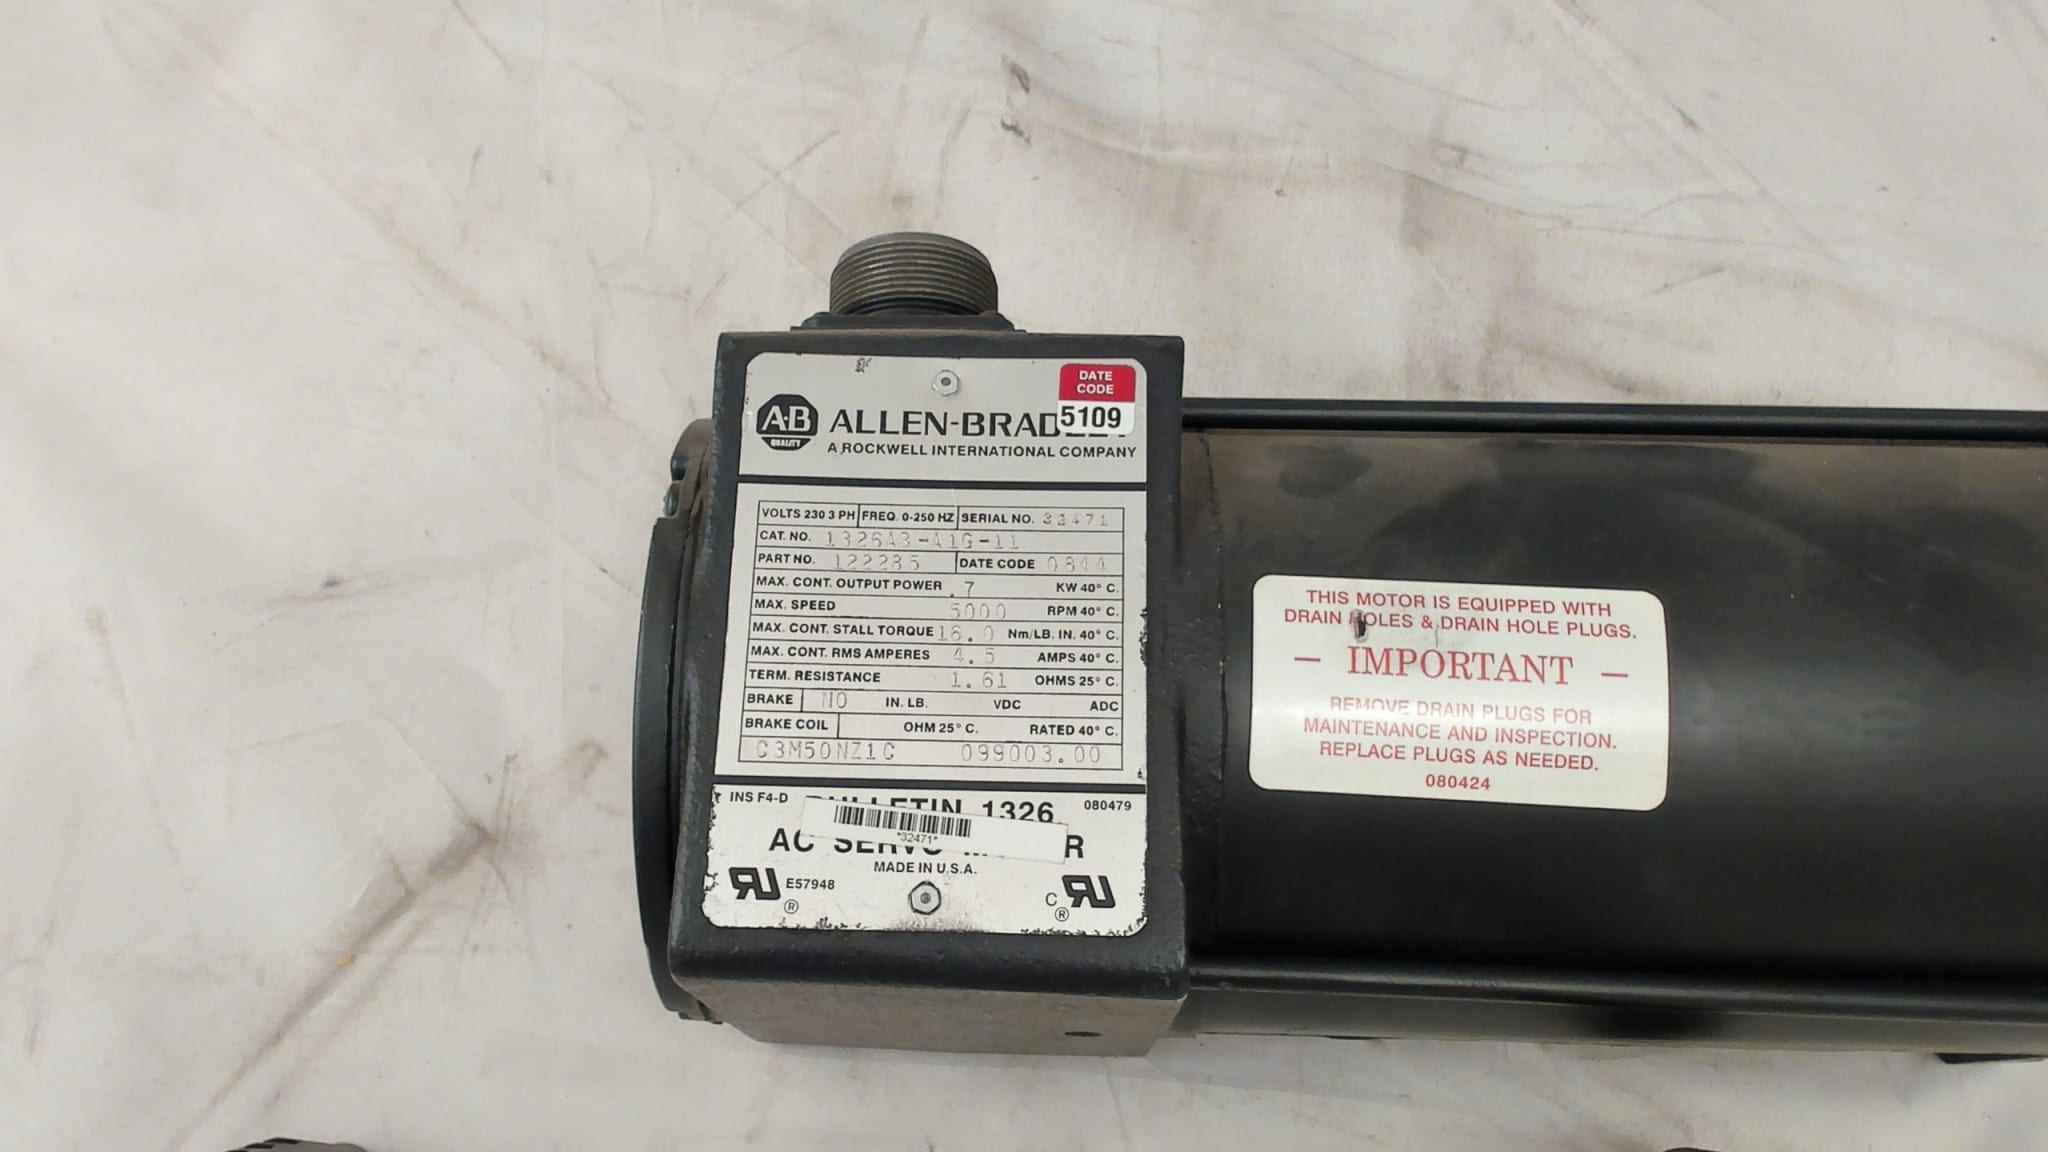 DATE
CODE
5109
A·B
QUALITY
ALLEN-BRADLEY
A ROCKWELL INTERNATIONAL COMPANY
VOLTS 230 3 PH FREQ. 0-250 HZ SERIAL NO. 32471
CAT. NO. 1326A3-A1G-11
PART NO. 122285 DATE CODE 0844
MAX. CONT. OUTPUT POWER .7 KW 40° C.
MAX. SPEED 5000 RPM 40° C.
MAX. CONT. STALL TORQUE 16.0 Nm/LB. IN. 40° C.
MAX. CONT. RMS AMPERES 4.5 AMPS 40° C.
TERM. RESISTANCE 1.61 OHMS 25° C.
BRAKE NO IN. LB. VDC ADC
BRAKE COIL OHM 25° C. RATED 40° C.
C3M50NZ1C 099003.00
INS F4-D BULLETIN 1326 080479
*32471*
AC SERVO
MADE IN U.S.A.
E57948
®
C
®
THIS MOTOR IS EQUIPPED WITH
DRAIN HOLES & DRAIN HOLE PLUGS.
– IMPORTANT –
REMOVE DRAIN PLUGS FOR
MAINTENANCE AND INSPECTION.
REPLACE PLUGS AS NEEDED.
080424